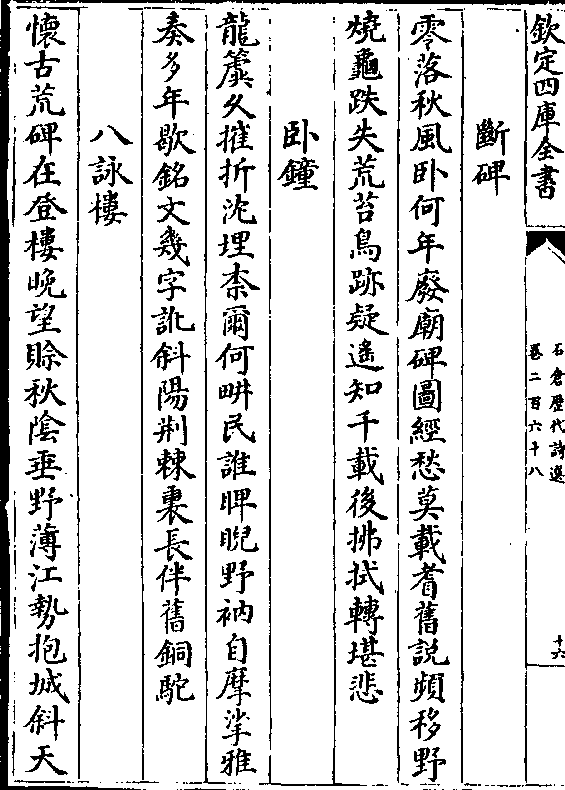 欽定四庫全書
石倉歴代詩選
卷二百六十八
十六
斷碑
零落秋風卧何年廢廟碑圖經愁莫載耆舊説頻移野
燒龜趺失荒苔鳥跡疑遙知千載後拂拭轉堪悲
卧鐘
龍簴久摧折沈埋柰爾何畊民誰睥睨野衲自摩挲雅
奏多年歇銘文幾字訛斜陽荆棘裏長伴舊銅駝
八詠樓
懷古荒碑在登樓晚望賖秋陰垂野薄江勢抱城斜天